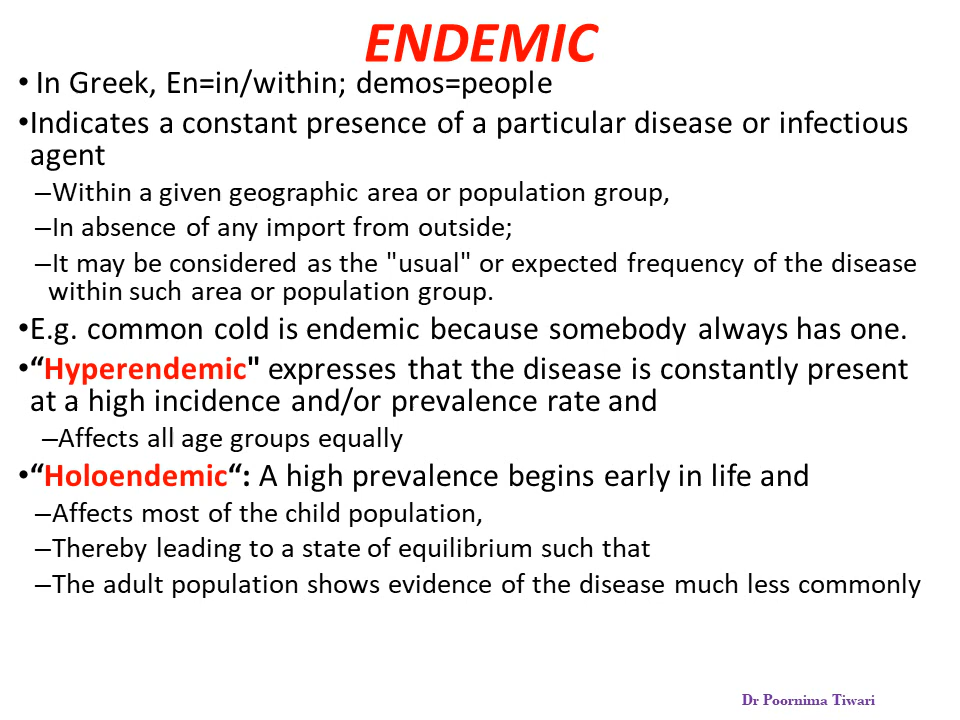 ENDEMIC
• In Greek, En=in/within; demos=people
•Indicates a constant presence of a particular disease or infectious
agent
–Within a given geographic area or population group,
–In absence of any import from outside;
–It may be considered as the "usual" or expected frequency of the disease
within such area or population group.
•E.g. common cold is endemic because somebody always has one.
•“Hyperendemic" expresses that the disease is constantly present
at a high incidence and/or prevalence rate and
–Affects all age groups equally
•“Holoendemic“: A high prevalence begins early in life and
–Affects most of the child population,
–Thereby leading to a state of equilibrium such that
–The adult population shows evidence of the disease much less commonly
Dr Poornima Tiwari